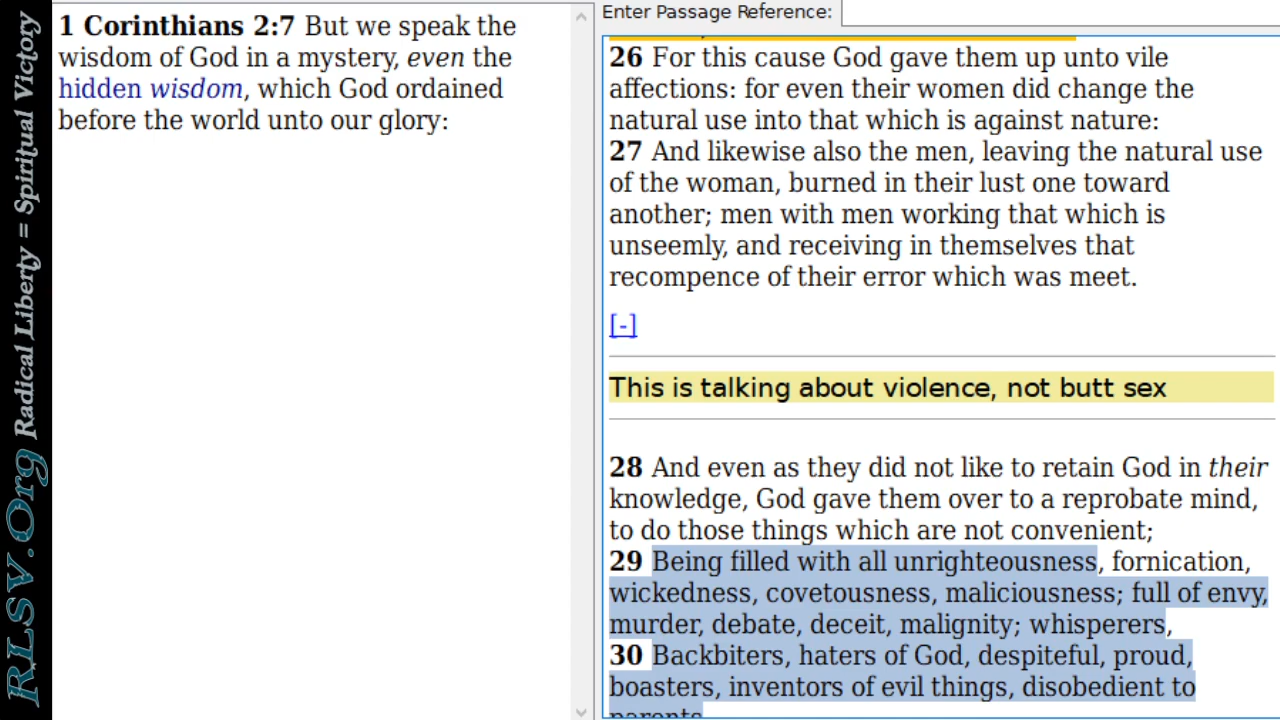 RLSV.Org Radical Liberty = Spiritual Victory
1 Corinthians 2:7 But we speak the
wisdom of God in a mystery, even the
hidden wisdom, which God ordained
before the world unto our glory:
Enter Passage Reference:
26 For this cause God gave them up unto vile
affections: for even their women did change the
natural use into that which is against nature:
27 And likewise also the men, leaving the natural use
of the woman, burned in their lust one toward
another; men with men working that which is
unseemly, and receiving in themselves that
recompence of their error which was meet.
[-]
This is talking about violence, not butt sex
28 And even as they did not like to retain God in their
knowledge, God gave them over to a reprobate mind,
to do those things which are not convenient;
29 Being filled with all unrighteousness, fornication,
wickedness, covetousness, maliciousness; full of envy,
murder, debate, deceit, malignity; whisperers,
30 Backbiters, haters of God, despiteful, proud,
boasters, inventors of evil things, disobedient to
parents